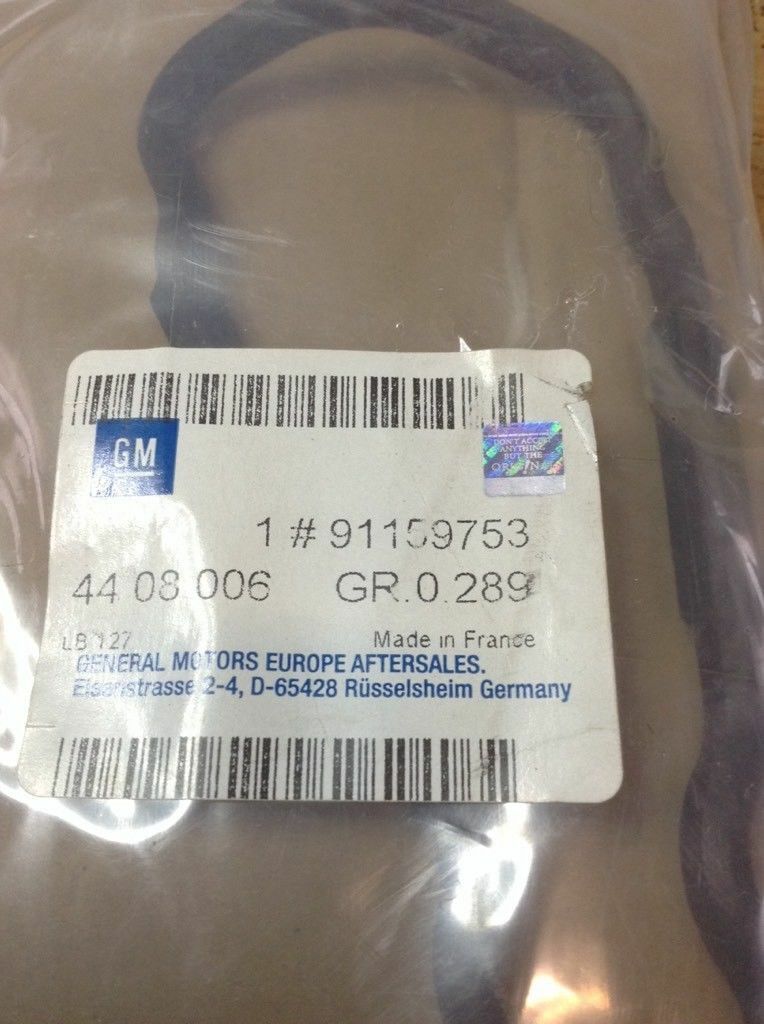 GM
DON'T ACCEPT
ANYTHING
BUT THE
ORIGINAL
1 # 91159753
44 08 006 GR.0.289
LB 127
Made in France
GENERAL MOTORS EUROPE AFTERSALES.
Eisenstrasse 2-4, D-65428 Rüsselsheim Germany